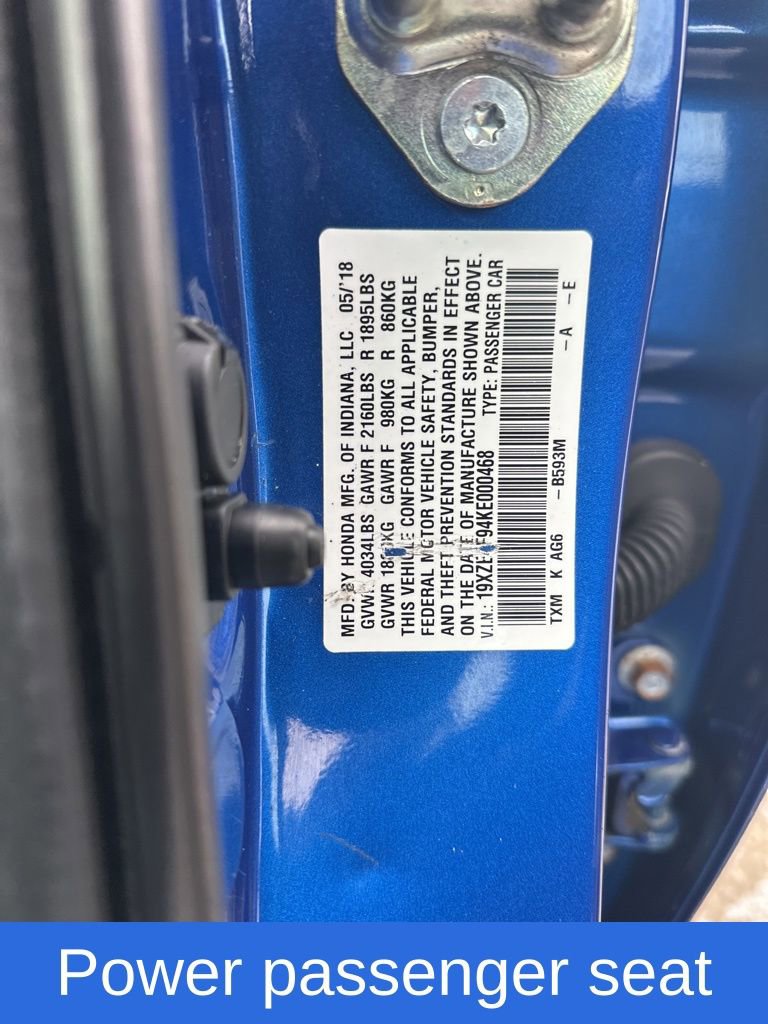 MFD. BY HONDA MFG. OF INDIANA, LLC 05/'18
GVWR 4034LBS GAWR F 2160LBS R 1895LBS
GVWR KG GAWR F 980KG R 860KG
THIS VEHICLE CONFORMS TO ALL APPLICABLE
FEDERAL MOTOR VEHICLE SAFETY, BUMPER,
AND THEFT PREVENTION STANDARDS IN EFFECT
ON THE DATE OF MANUFACTURE SHOWN ABOVE.
V.I.N.: TYPE: PASSENGER CAR
TXM K AG6 -B593M -A -E
Power passenger seat